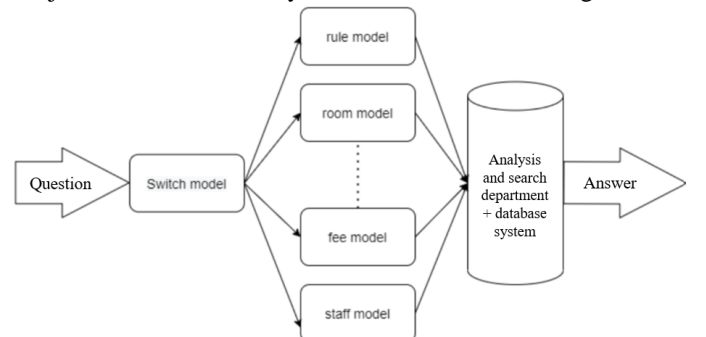 rule model
room model
Question
Switch model
Analysis
and search
department
+ database
system
Answer
fee model
staff model